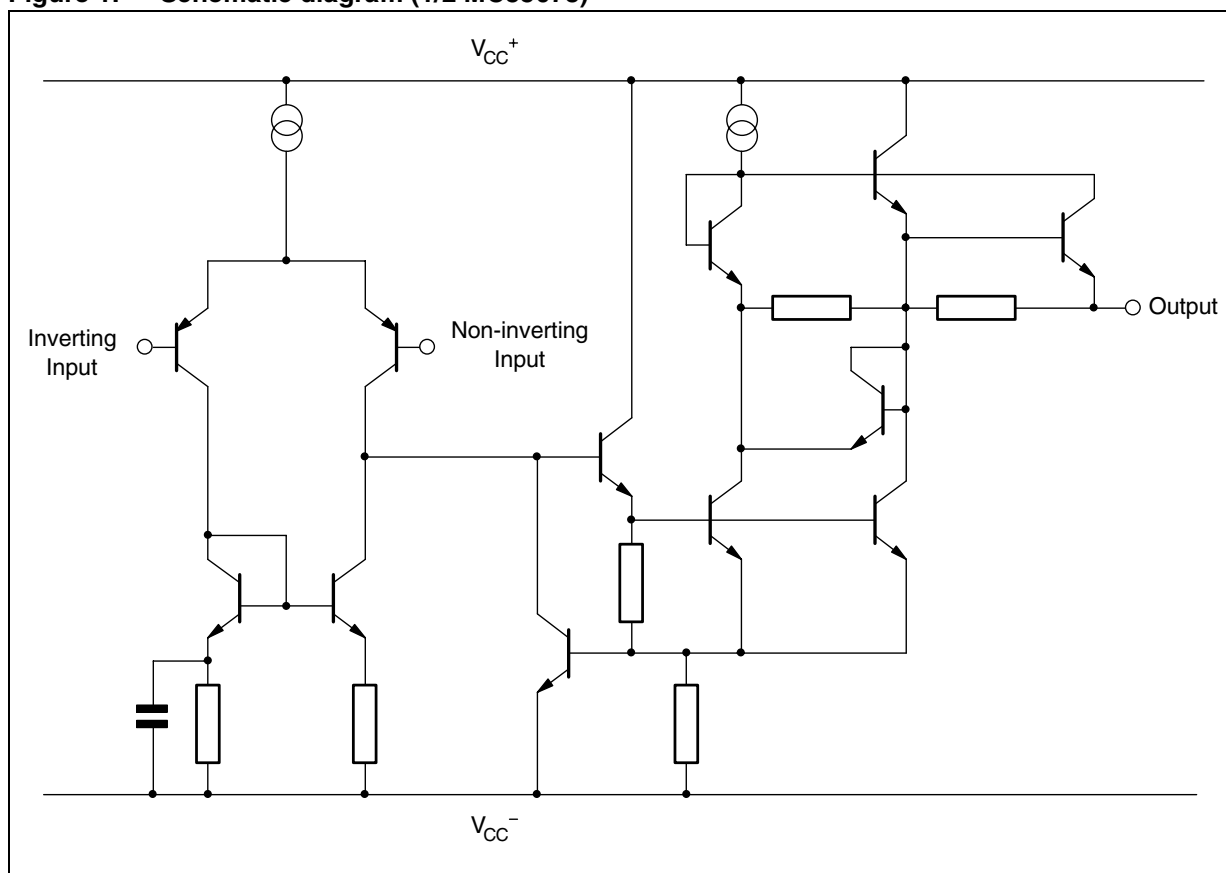 Figure 1. Schematic diagram (1/2 MC33078)
VCC+
Inverting
Input
Non-inverting
Input
Output
VCC−